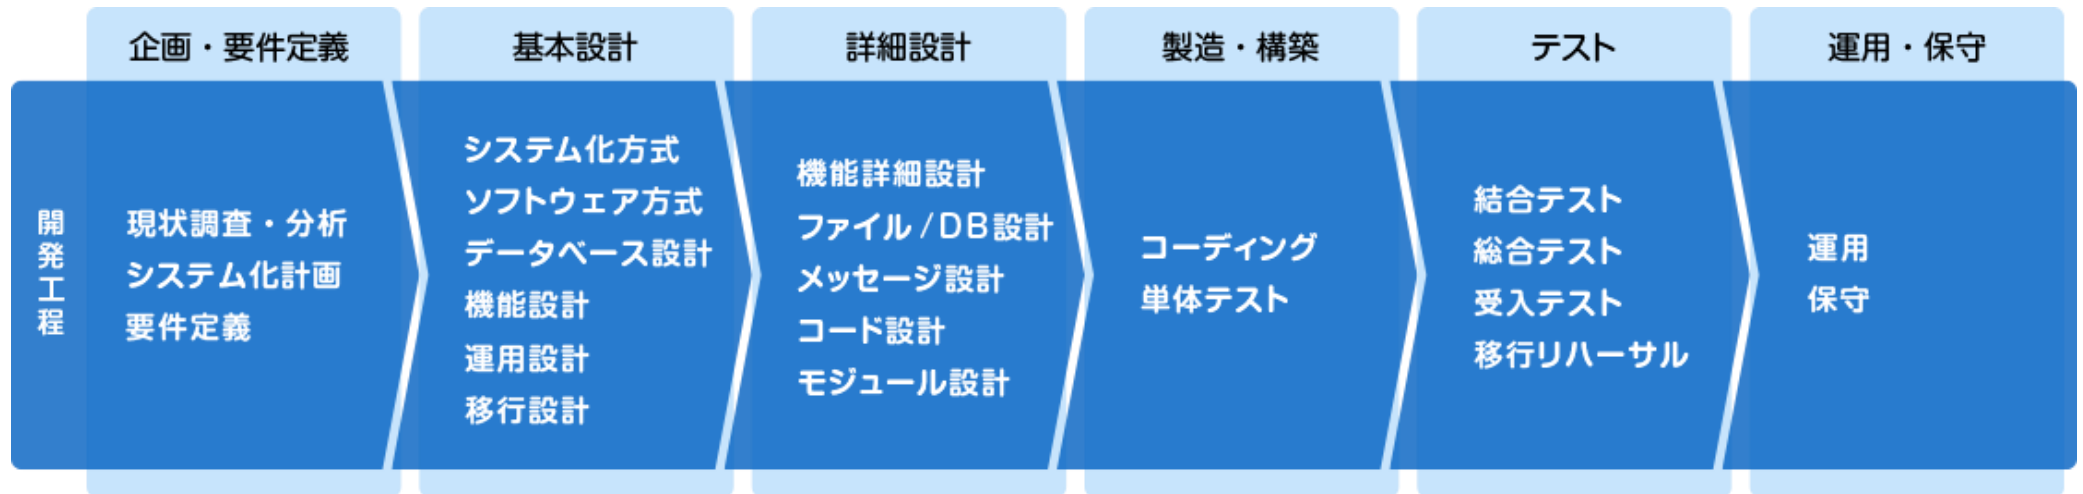 企画・要件定義
基本設計
詳細設計
製造・構築
テスト
運用・保守
開発工程
現状調査・分析
システム化計画
要件定義
システム化方式
ソフトウェア方式
データベース設計
機能設計
運用設計
移行設計
機能詳細設計
ファイル/DB設計
メッセージ設計
コード設計
モジュール設計
コーディング
単体テスト
結合テスト
総合テスト
受入テスト
移行リハーサル
運用
保守